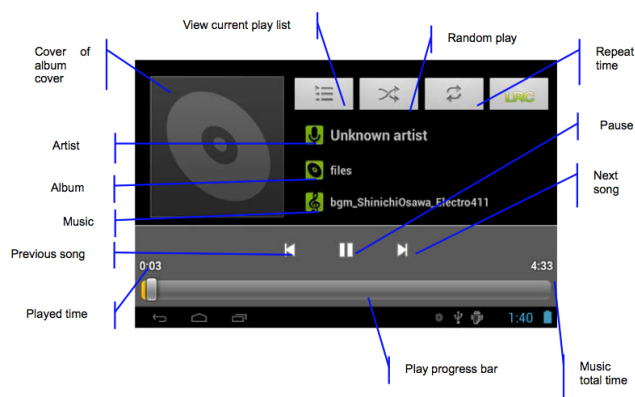 View current play list
Random play
Cover of
album
cover
Repeat
time
LRC
Pause
Unknown artist
Artist
files
Album
Next
song
bgm_ShinichiOsawa_Electro411
Music
Previous song
0:03
4:33
Played time
1:40
Play progress bar
Music
total time